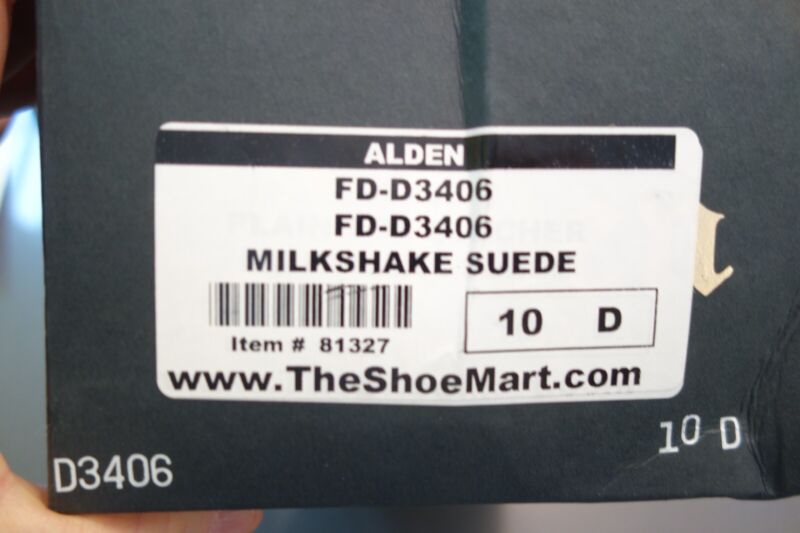 ALDEN
FD-D3406
FD-D3406
MILKSHAKE SUEDE
10 D
Item # 81327
www.TheShoeMart.com
10 D
D3406